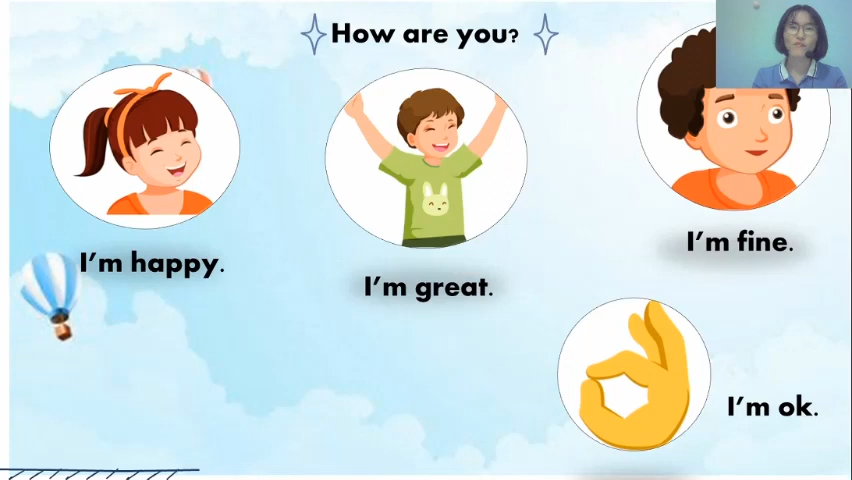 How are you?
I'm happy.
I'm great.
I'm fine.
I'm ok.